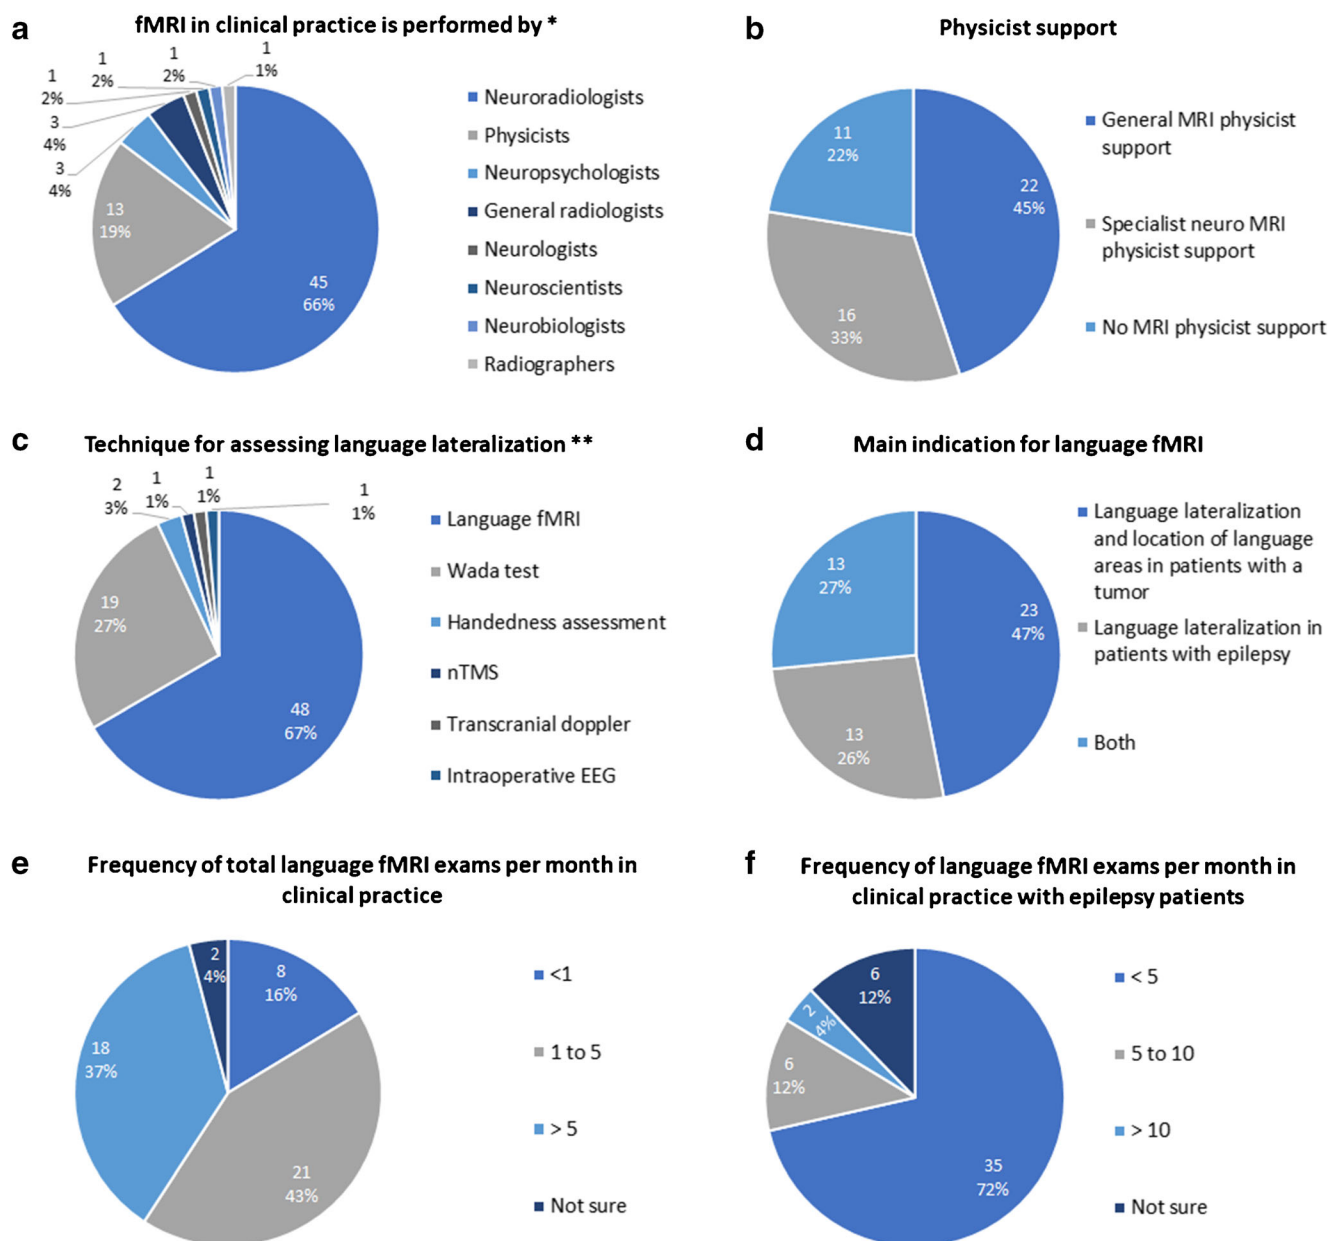 a
fMRI in clinical practice is performed by *
1
2%
1
2%
1
2%
1
1%
3
4%
3
4%
13
19%
45
66%
Neuroradiologists
Physicists
Neuropsychologists
General radiologists
Neurologists
Neuroscientists
Neurobiologists
Radiographers
b
Physicist support
11
22%
22
45%
16
33%
General MRI physicist
support
Specialist neuro MRI
physicist support
No MRI physicist support
c
Technique for assessing language lateralization **
2
3%
1
1%
1
1%
1
1%
19
27%
48
67%
Language fMRI
Wada test
Handedness assessment
nTMS
Transcranial doppler
Intraoperative EEG
d
Main indication for language fMRI
13
27%
23
47%
13
26%
Language lateralization
and location of language
areas in patients with a
tumor
Language lateralization in
patients with epilepsy
Both
e
Frequency of total language fMRI exams per month in
clinical practice
2
4%
8
16%
18
37%
21
43%
<1
1 to 5
> 5
Not sure
f
Frequency of language fMRI exams per month in
clinical practice with epilepsy patients
6
12%
2
4%
6
12%
35
72%
< 5
5 to 10
> 10
Not sure